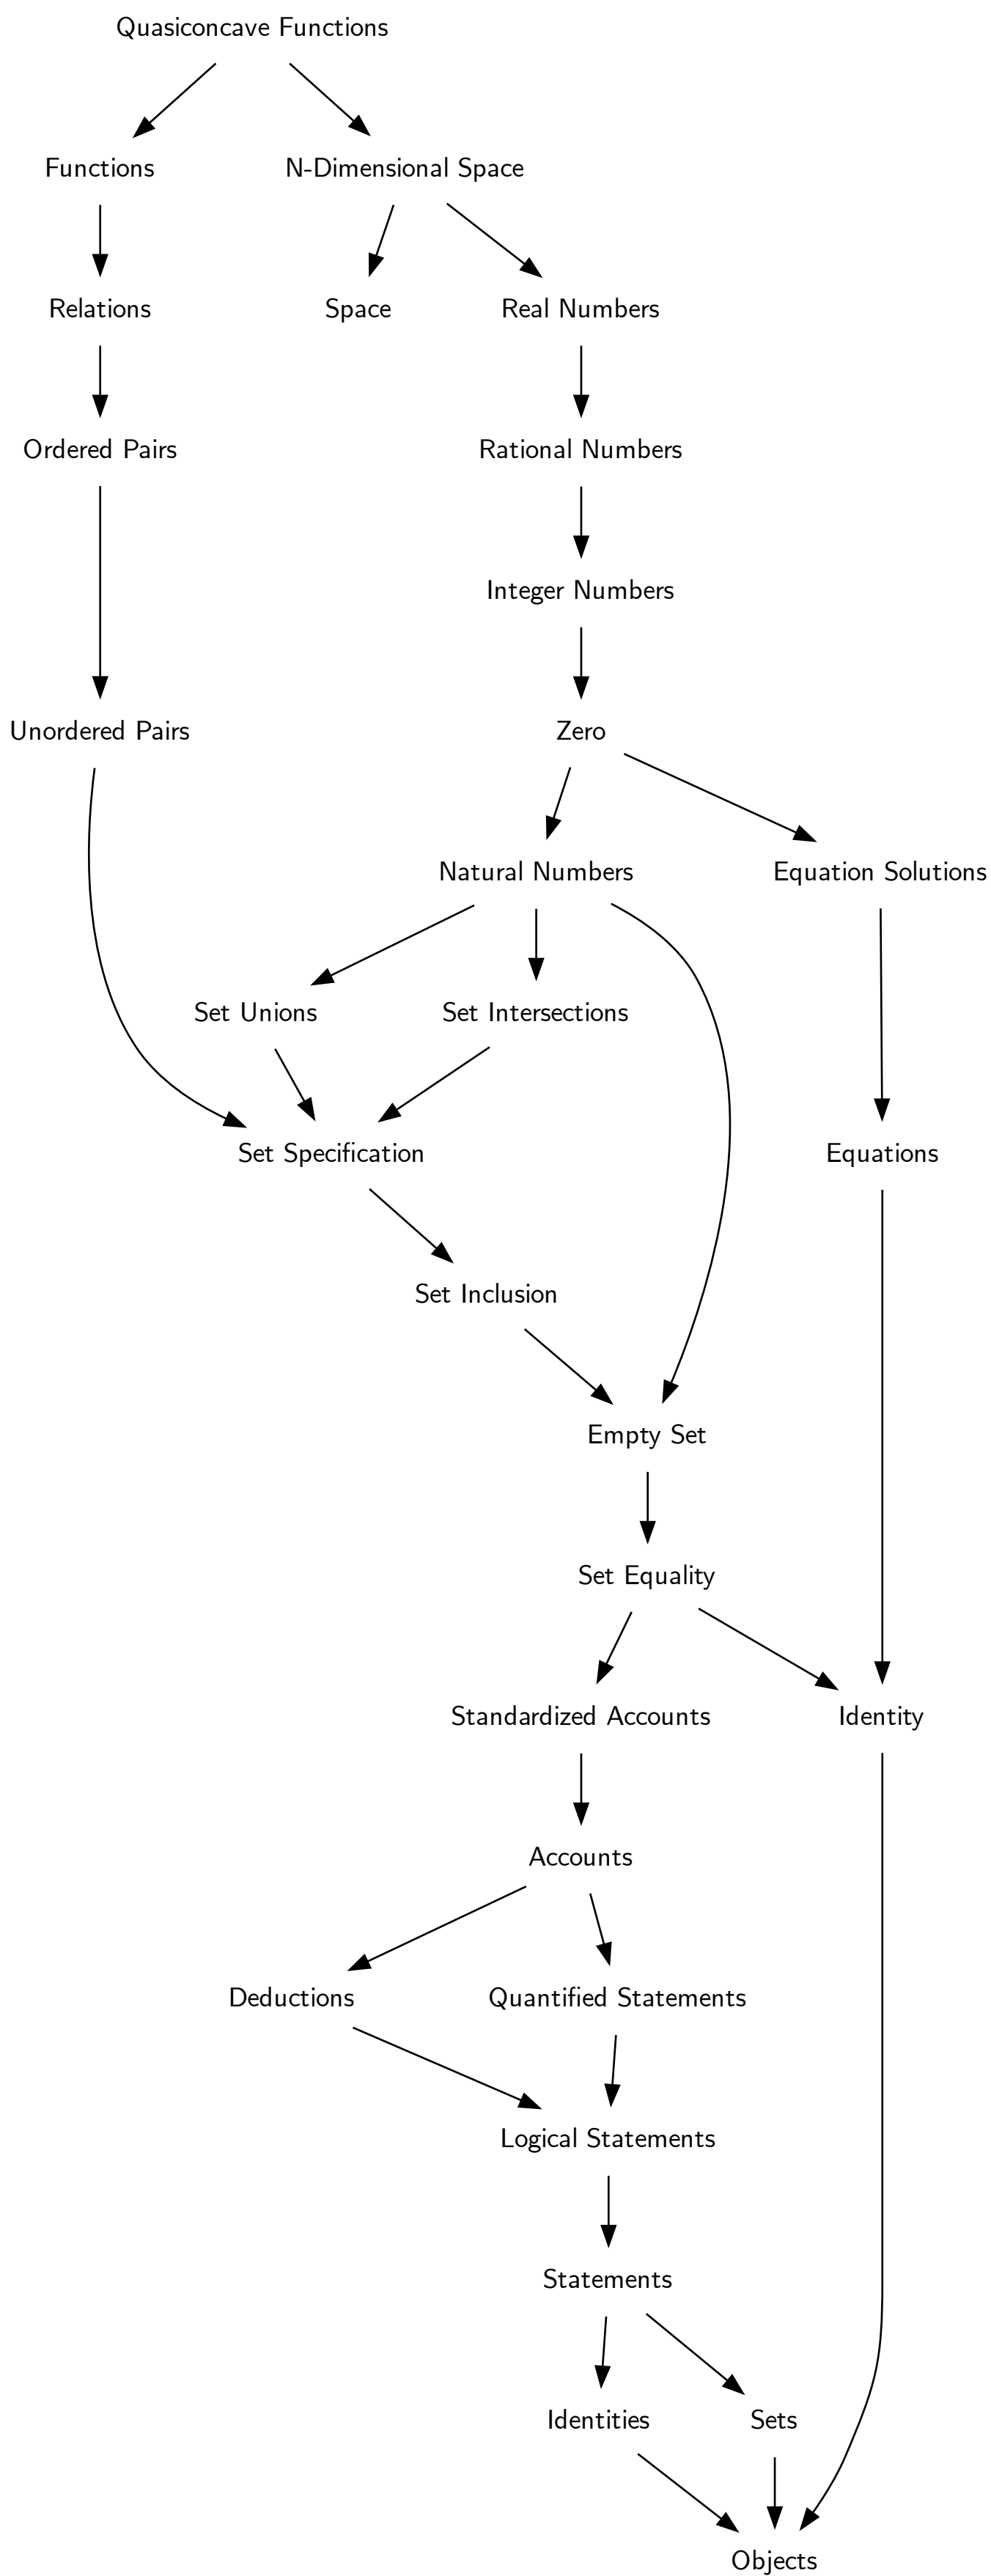 Quasiconcave Functions
Functions
N-Dimensional Space
Relations
Space
Real Numbers
Ordered Pairs
Rational Numbers
Integer Numbers
Unordered Pairs
Zero
Natural Numbers
Equation Solutions
Set Unions
Set Intersections
Set Specification
Equations
Set Inclusion
Empty Set
Set Equality
Standardized Accounts
Identity
Accounts
Deductions
Quantified Statements
Logical Statements
Statements
Identities
Sets
Objects